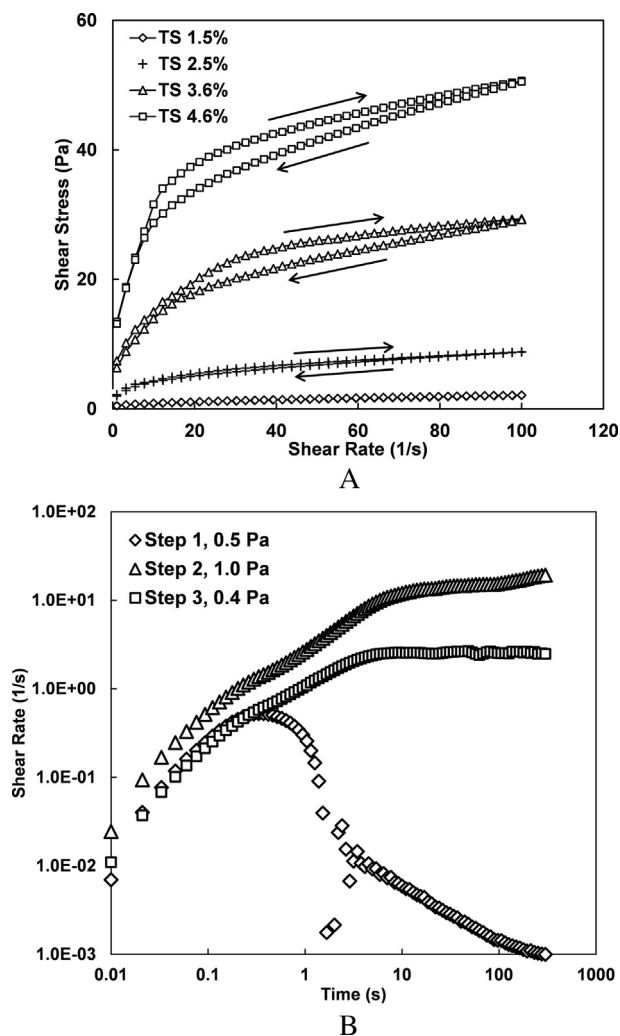 60
TS 1.5%
TS 2.5%
TS 3.6%
TS 4.6%
40
20
0
Shear Stress (Pa)
0 20 40 60 80 100 120
Shear Rate (1/s)
A
1.0E+02
Step 1, 0.5 Pa
Step 2, 1.0 Pa
Step 3, 0.4 Pa
1.0E+01
1.0E+00
1.0E-01
1.0E-02
1.0E-03
Shear Rate (1/s)
0.01 0.1 1 10 100 1000
Time (s)
B